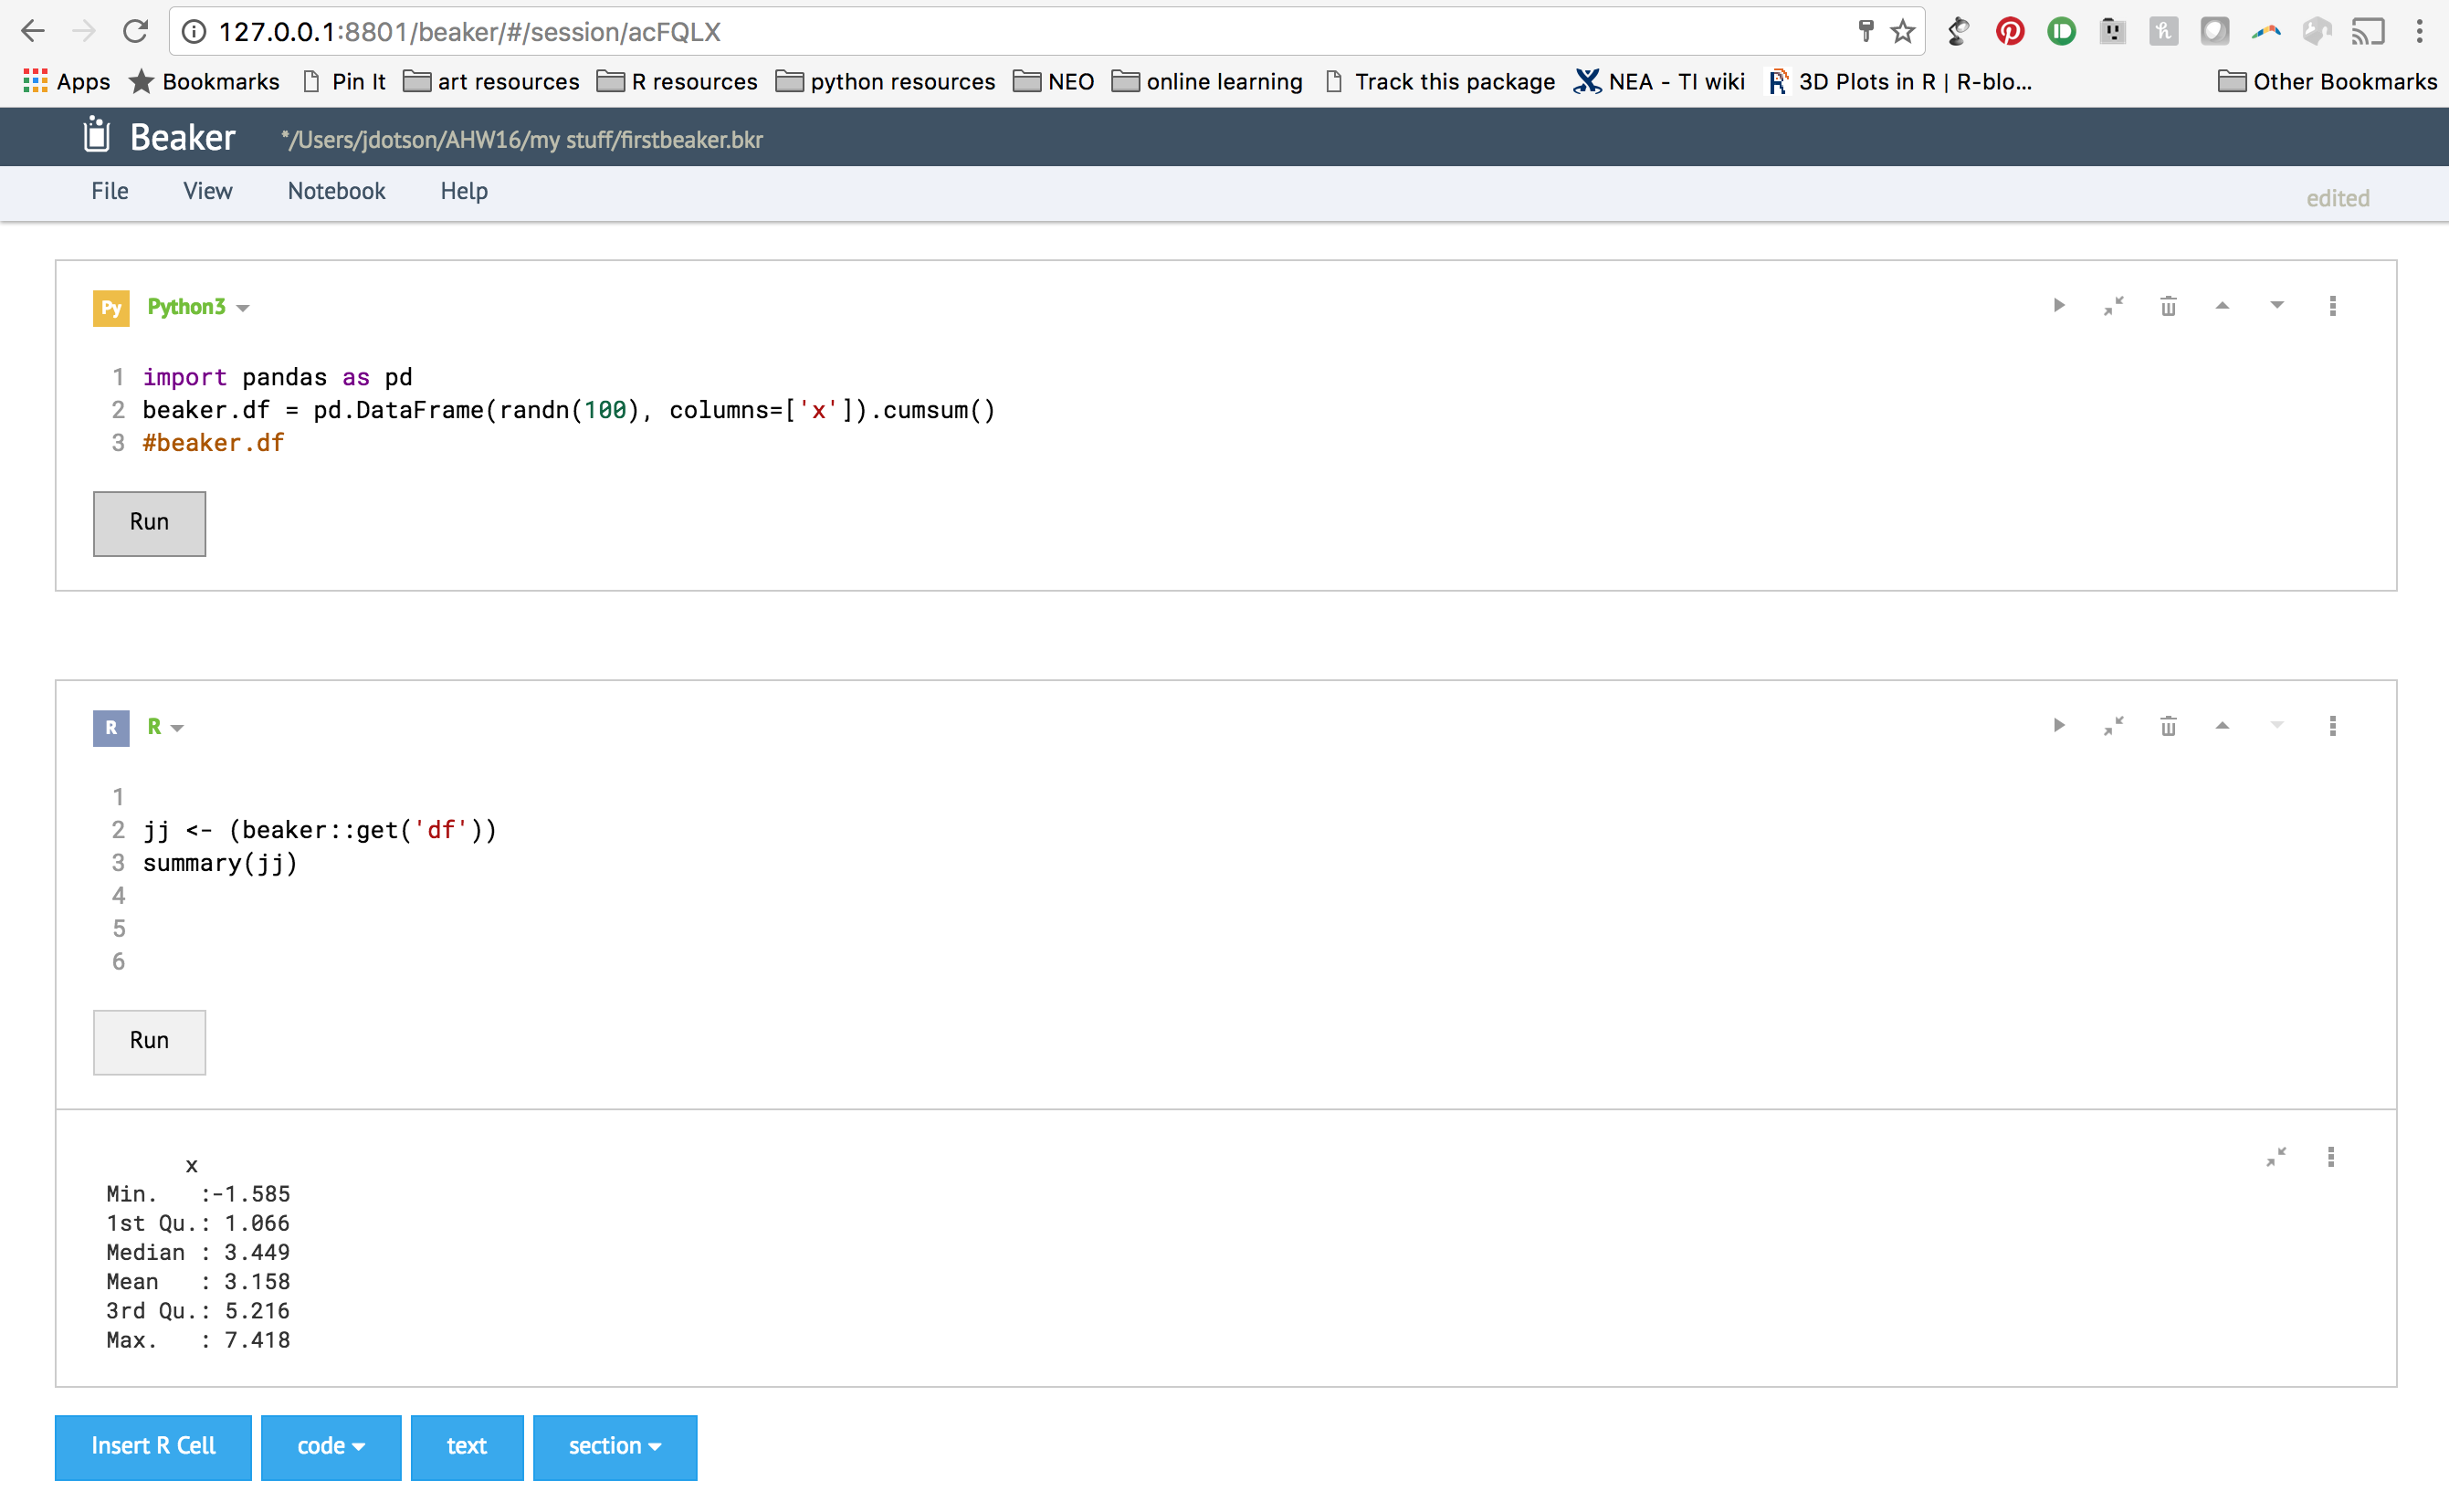 127.0.0.1:8801/beaker/#/session/acFQLX
Apps Bookmarks Pin It art resources R resources python resources NEO online learning Track this package NEA - TI wiki 3D Plots in R | R-blo... Other Bookmarks
Beaker */Users/jdotson/AHW16/my stuff/firstbeaker.bkr
File View Notebook Help edited
Py Python3
1 import pandas as pd
2 beaker.df = pd.DataFrame(randn(100), columns=['x']).cumsum()
3 #beaker.df
Run
R R
1
2 jj <- (beaker::get('df'))
3 summary(jj)
4
5
6
Run
x
Min. :-1.585
1st Qu.: 1.066
Median : 3.449
Mean : 3.158
3rd Qu.: 5.216
Max. : 7.418
Insert R Cell code text section